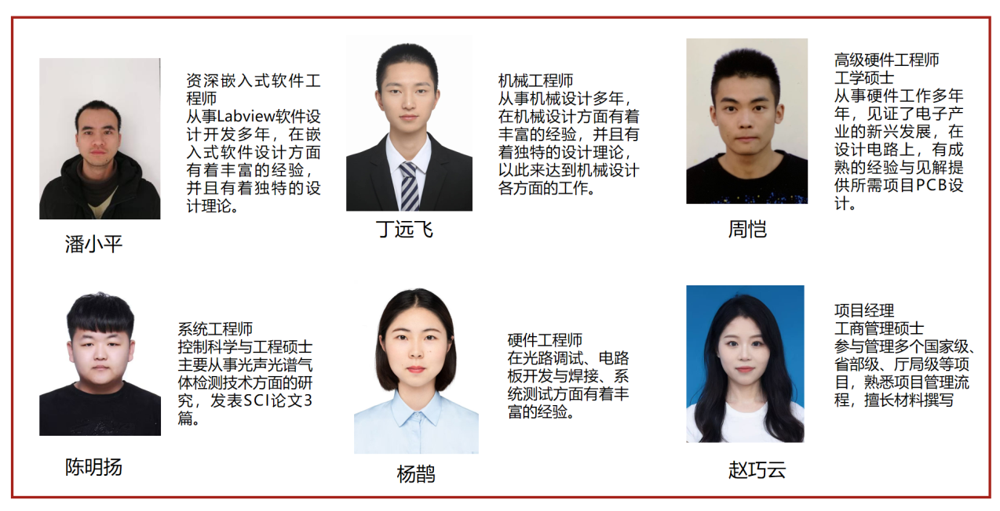 资深嵌入式软件工
程师
从事Labview软件设
计开发多年，在嵌
入式软件设计方面
有着丰富的经验，
并且有着独特的设
计理论。
潘小平
机械工程师
从事机械设计多年，
在机械设计方面有着
丰富的经验，并且有
着独特的设计理论，
以此来达到机械设计
各方面的工作。
丁远飞
高级硬件工程师
工学硕士
从事硬件工作多年
年，见证了电子产
业的新兴发展，在
设计电路上，有成
熟的经验与见解提
供所需项目PCB设
计。
周恺
系统工程师
控制科学与工程硕士
主要从事光声光谱气
体检测技术方面的研
究，发表SCI论文3
篇。
陈明扬
硬件工程师
在光路调试、电路
板开发与焊接、系
统测试方面有着丰
富的经验。
杨鹊
项目经理
工商管理硕士
参与管理多个国家级、
省部级、厅局级等项
目，熟悉项目管理流
程，擅长材料撰写
赵巧云